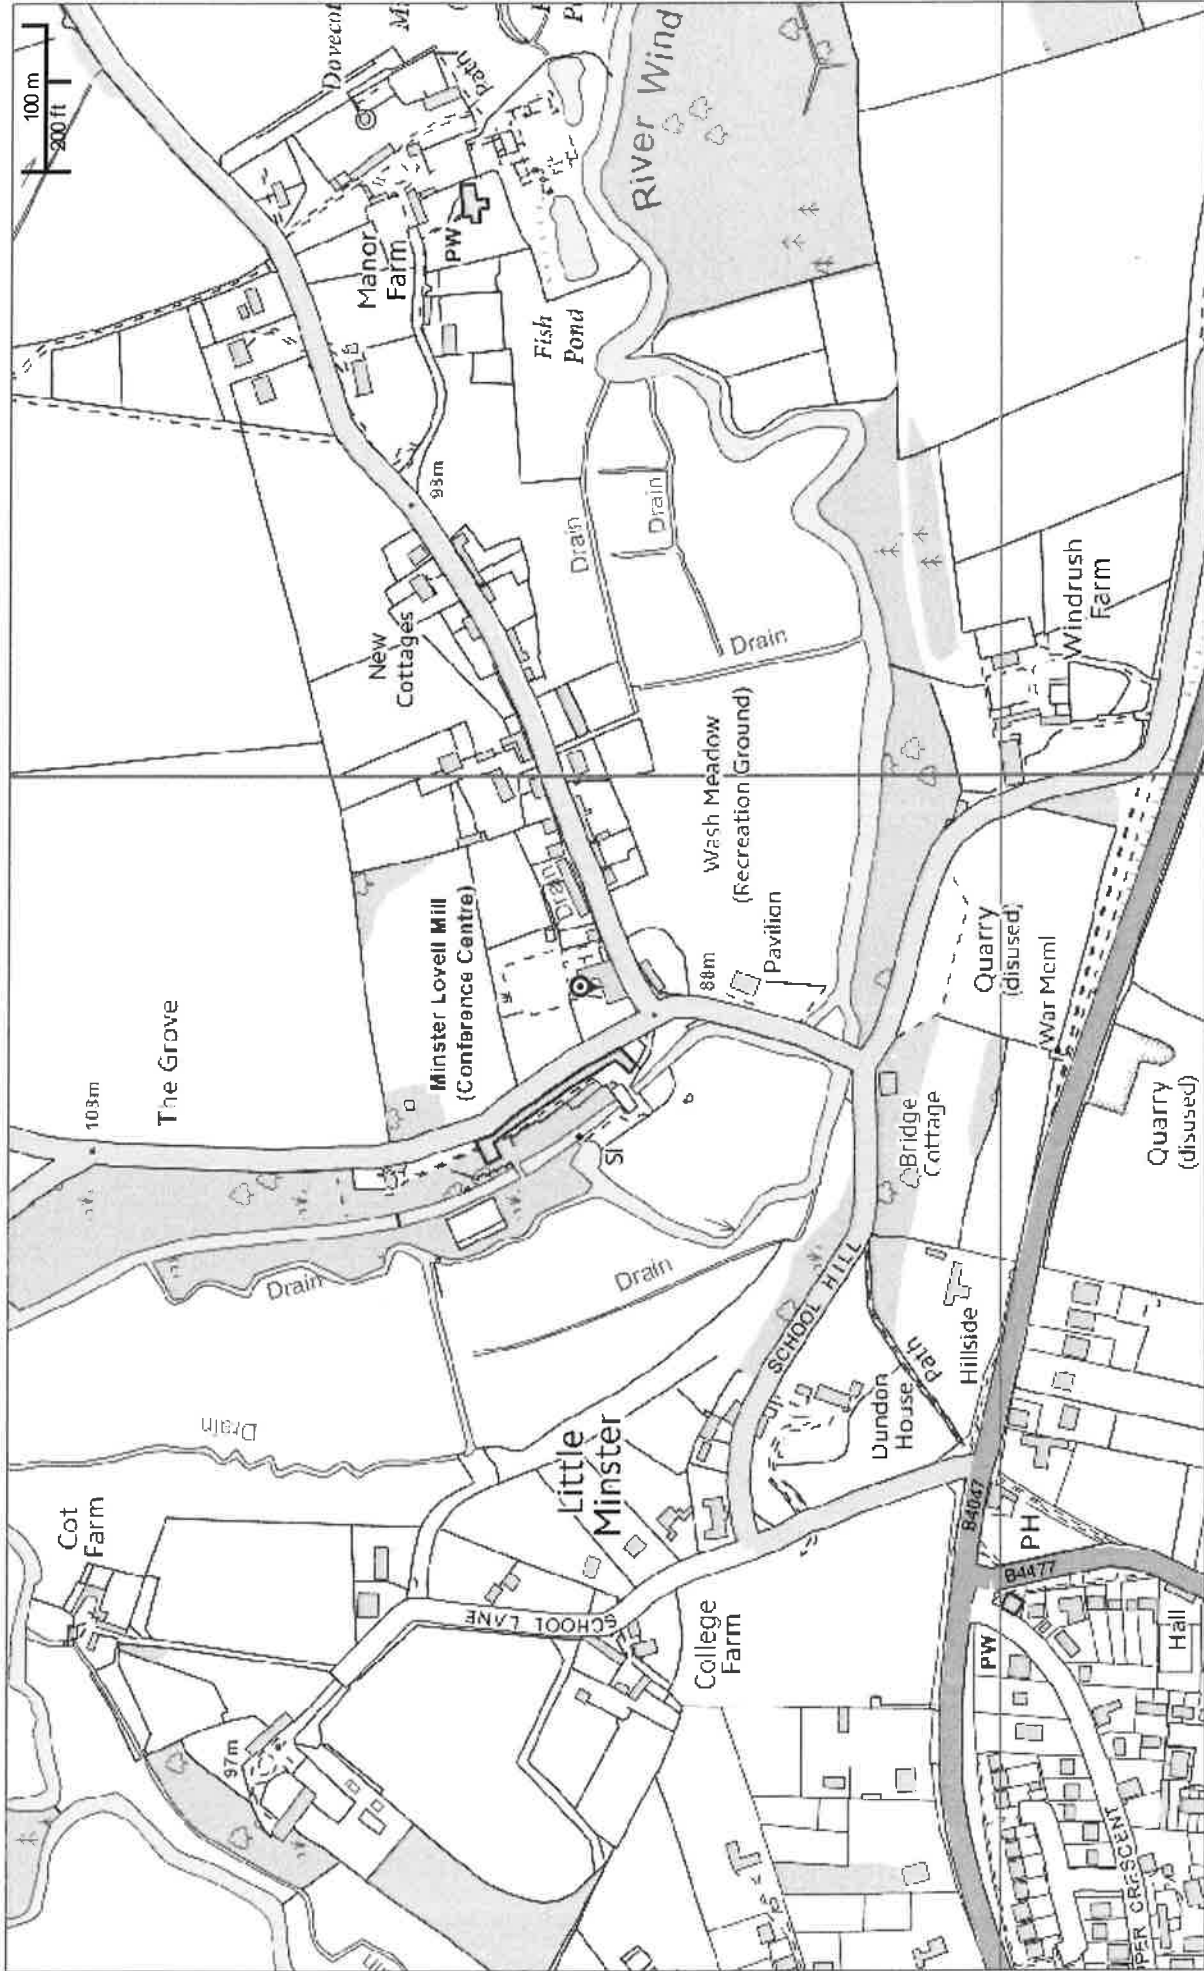 100 m
200 ft
Dovecot
M
P
Path
River Wind
Manor
Farm
PW
Fish
Pond
93m
New
Cottages
Drain
Drain
Drain
Windrush
Farm
Wash Meadow
(Recreation Ground)
Pavilion
88m
Drain
Minster Lovell Mill
(Conference Centre)
The Grove
103m
Quarry
(disused)
War Meml
Quarry
(disused)
Bridge
Cottage
Sl
Drain
Drain
Drain
SCHOOL HILL
Path
Hillside
Dundon
House
Little
Minster
Cot
Farm
SCHOOL LANE
College
Farm
97m
B4047
PH
B4477
PW
Hall
PER CRESCENT